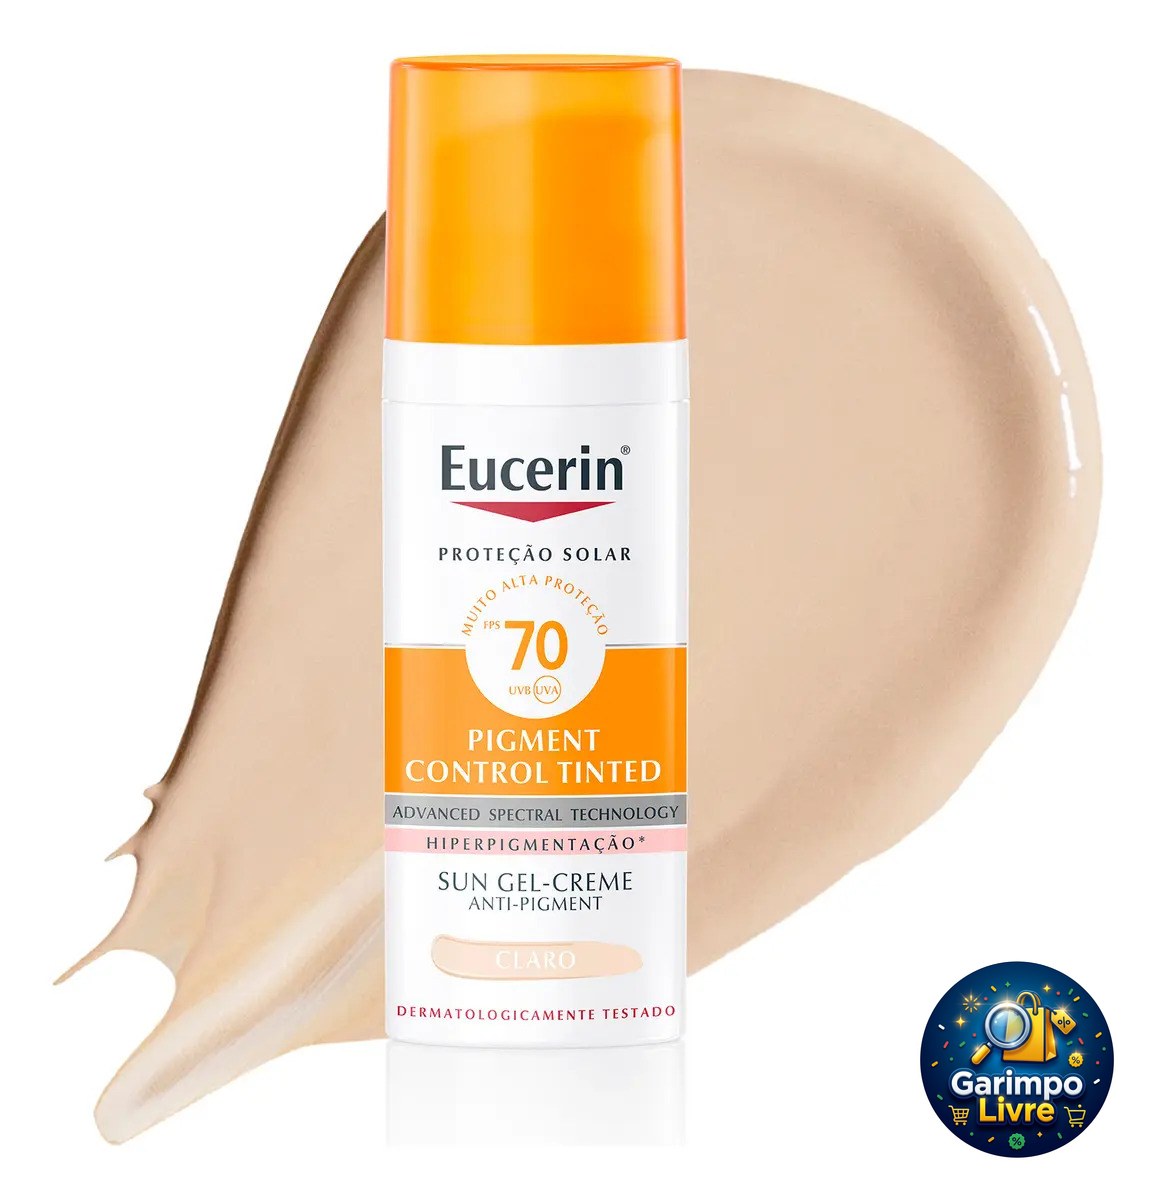 Eucerin®
PROTEÇÃO SOLAR
MUITO ALTA PROTEÇÃO
FPS 70
UVB UVA
PIGMENT
CONTROL TINTED
ADVANCED SPECTRAL TECHNOLOGY
HIPERPIGMENTAÇÃO*
SUN GEL-CREME
ANTI-PIGMENT
CLARO
DERMATOLOGICAMENTE TESTADO
%
%
Garimpo
Livre
%